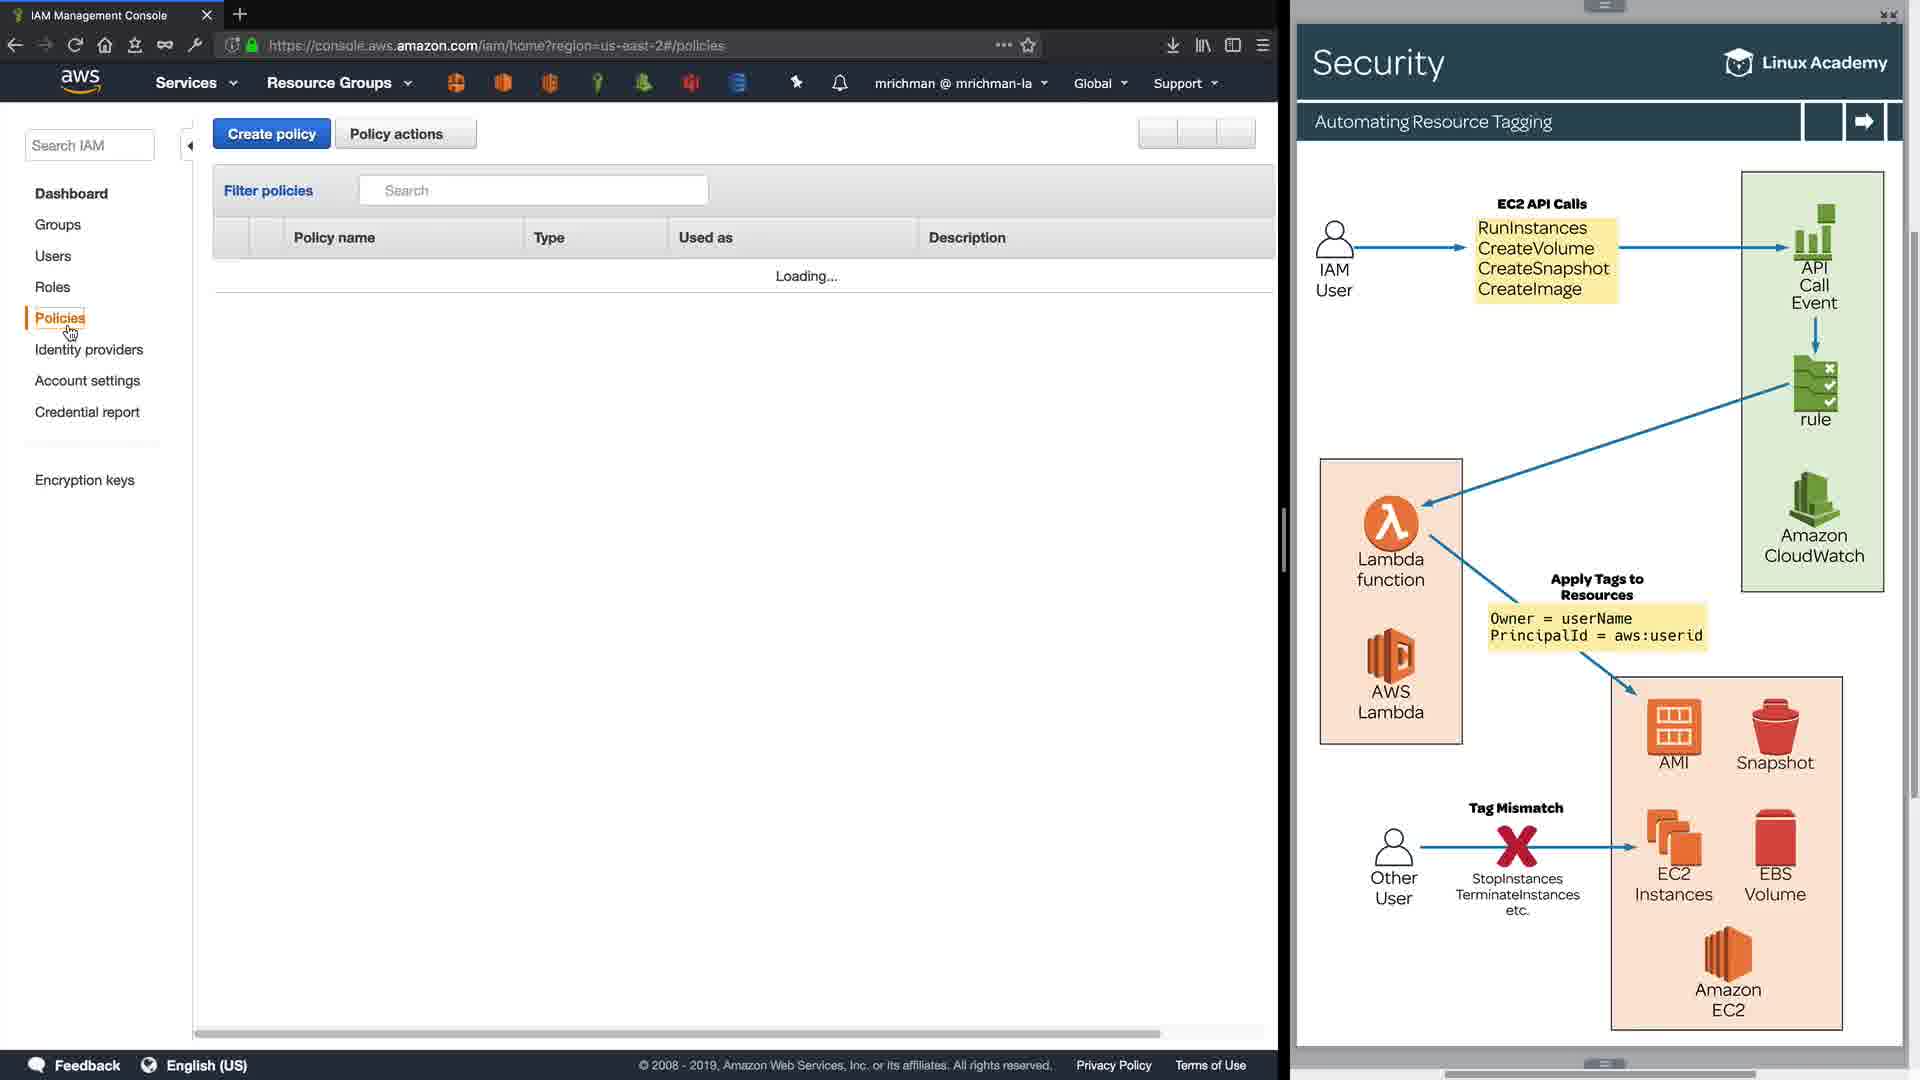 IAM Management Console
https://console.aws.amazon.com/iam/home?region=us-east-2#/policies
aws
Services
Resource Groups
mrichman @ mrichman-la
Global
Support
Search IAM
Dashboard
Groups
Users
Roles
Policies
Identity providers
Account settings
Credential report
Encryption keys
Create policy
Policy actions
Filter policies
Search
Policy name
Type
Used as
Description
Loading...
Feedback
English (US)
© 2008 - 2019, Amazon Web Services, Inc. or its affiliates. All rights reserved.
Privacy Policy
Terms of Use
Security
Linux Academy
Automating Resource Tagging
IAM
User
EC2 API Calls
RunInstances
CreateVolume
CreateSnapshot
CreateImage
API
Call
Event
rule
Amazon
CloudWatch
Lambda
function
AWS
Lambda
Apply Tags to
Resources
Owner = userName
PrincipalId = aws:userid
AMI
Snapshot
EC2
Instances
EBS
Volume
Amazon
EC2
Tag Mismatch
Other
User
StopInstances
TerminateInstances
etc.